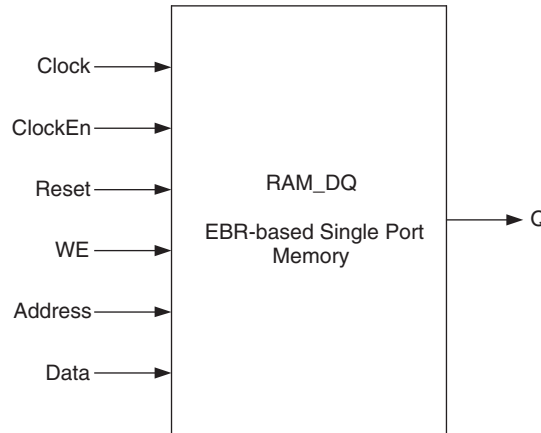 Clock
ClockEn
Reset
WE
Address
Data
RAM_DQ
EBR-based Single Port
Memory
Q